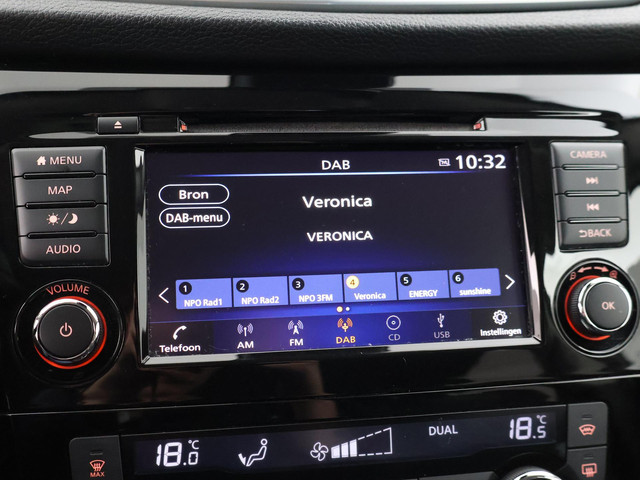 DAB
10:32
MENU
CAMERA
Bron
Veronica
MAP
DAB-menu
VERONICA
BACK
AUDIO
1 2 3 4 5 6
NPO Rad1 NPO Rad2 NPO 3FM Veronica ENERGY sunshine
VOLUME
OK
Telefoon AM FM DAB CD USB Instellingen
18.0 °C
DUAL
18.5 °C
MAX